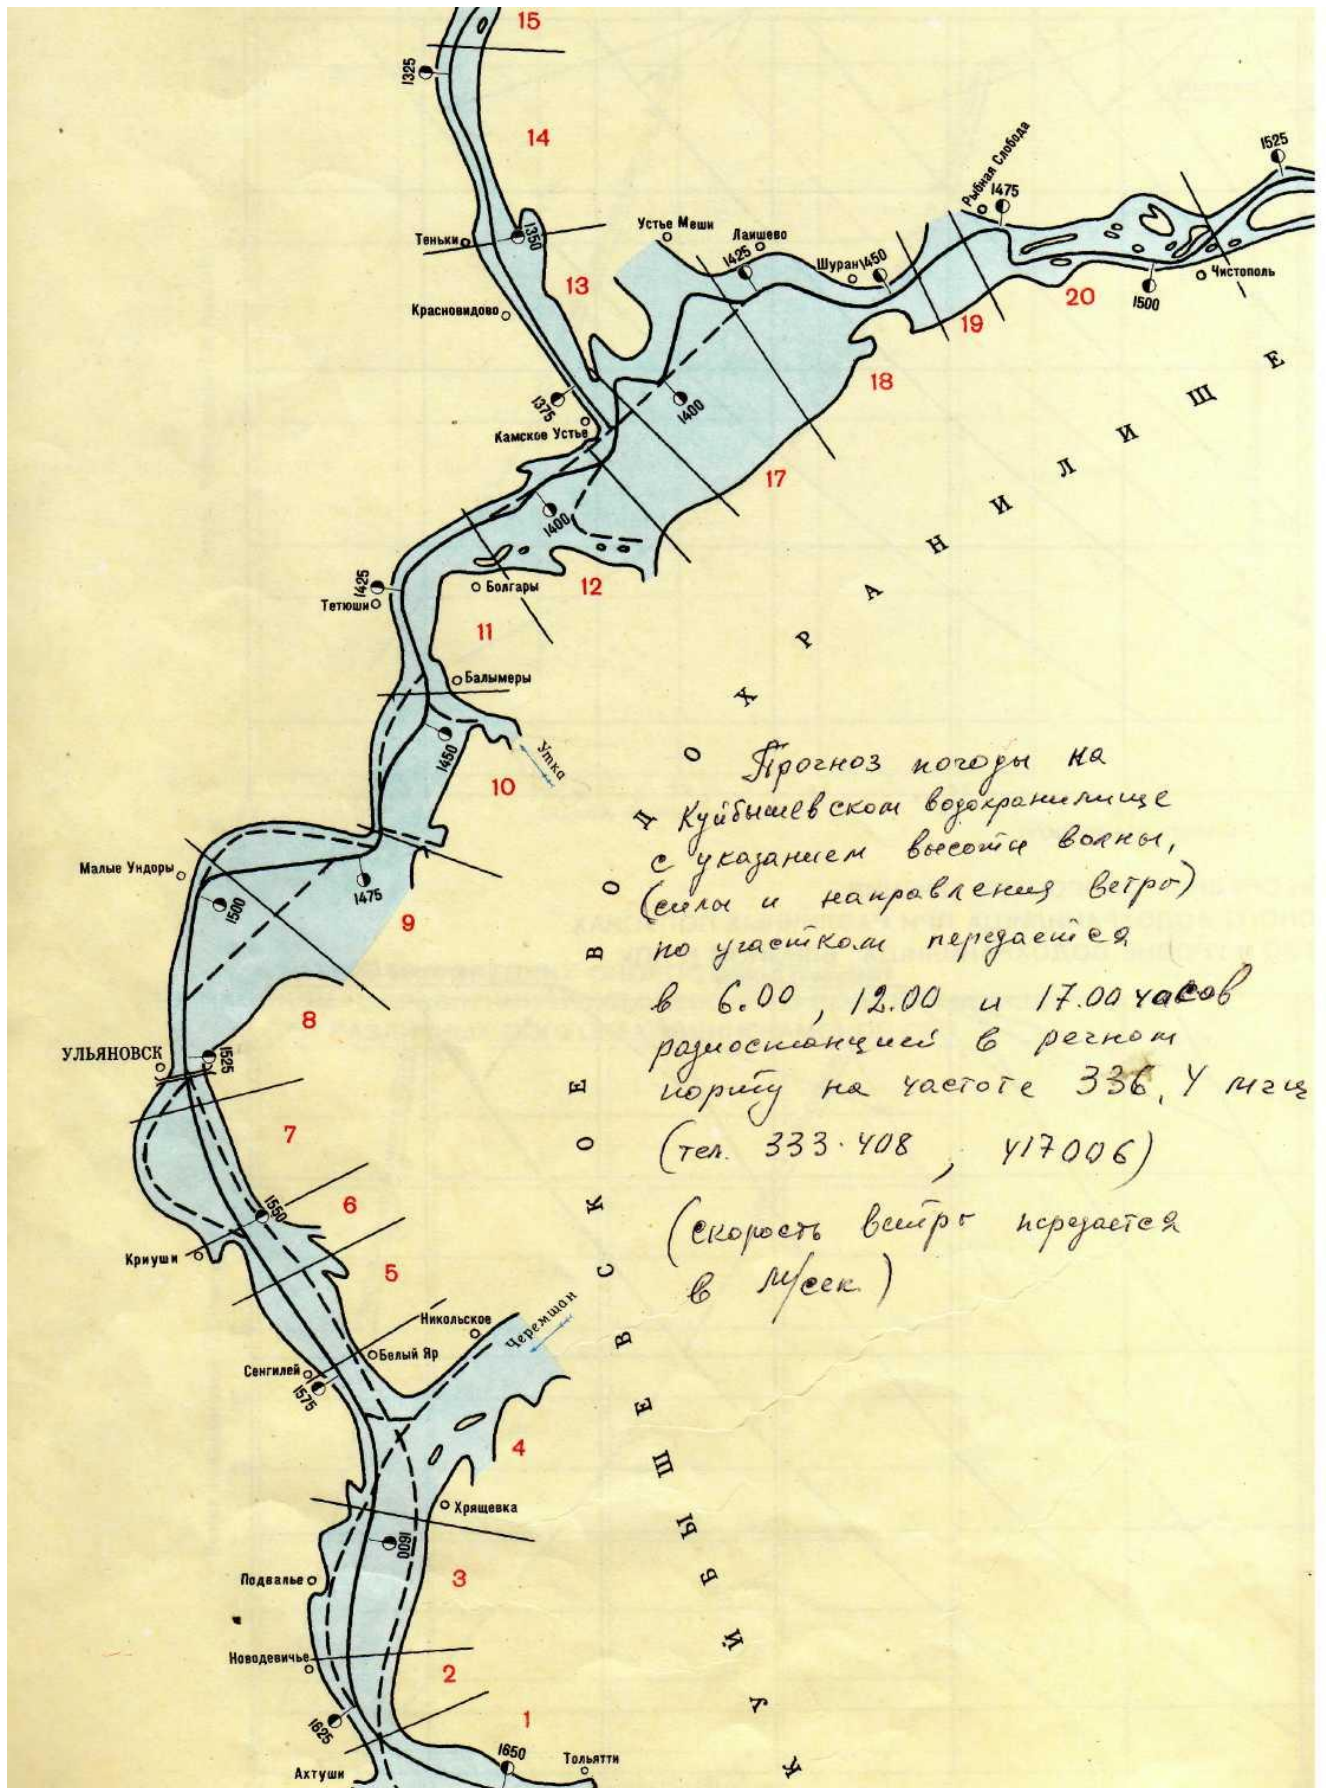 15
1325
14
Рыбная Слобода
1475
1525
Теньки
1350
Устье Меши
Лаишево
1425
Шуран
1450
Чистополь
13
Красновидово
20
1500
19
18
1375
1400
Камское Устье
17
1400
1425
Тетюши
Болгары
12
11
Балымеры
1450
Утка
10
Малые Ундоры
1475
1500
9
8
УЛЬЯНОВСК
1525
7
1550
6
Криуши
5
Никольское
Черемшан
Белый Яр
Сенгилей
1575
4
Хрящевка
1600
Подвалье
3
Новодевичье
2
1625
1
1650
Тольятти
Ахтуши
КУЙБЫШЕВСКОЕ ВОДОХРАНИЛИЩЕ
Прогноз погоды на
Куйбышевском водохранилище
с указанием высоты волны,
(силы и направления ветра)
по участкам передается
в 6.00, 12.00 и 17.00 часов
радиостанцией в речном
порту на частоте 336,4 мгц
(тел. 333-408, 417006)
(скорость ветра передается
в м/сек.)